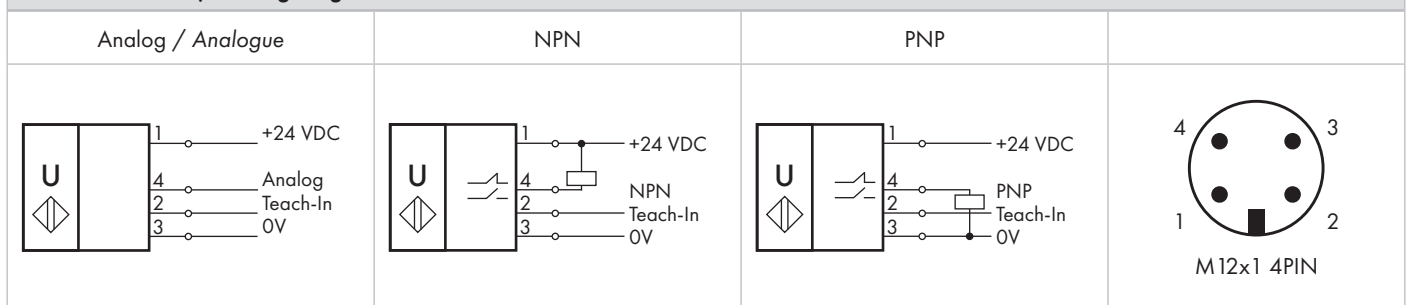 Analog / Analogue
NPN
PNP
U
1
+24 VDC
4
Analog
2
Teach-In
3
0V
U
1
+24 VDC
4
NPN
2
Teach-In
3
0V
U
1
+24 VDC
4
PNP
2
Teach-In
3
0V
4
3
1
2
M12x1 4PIN